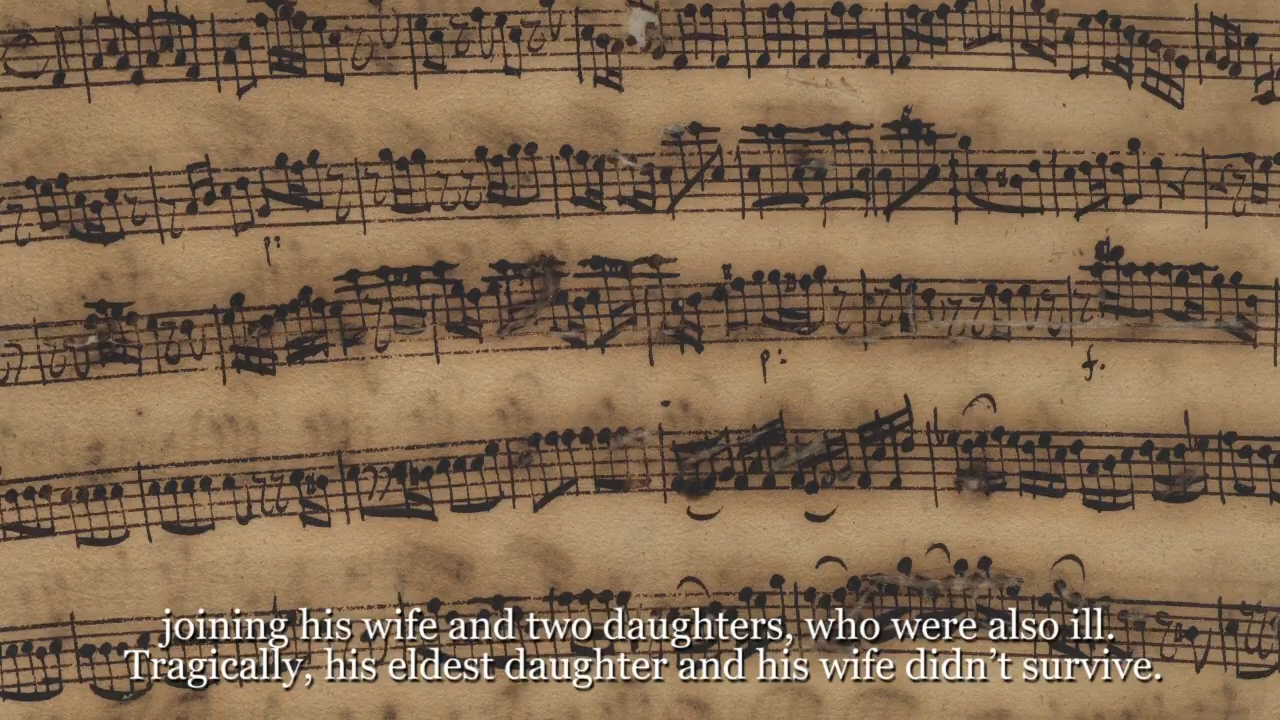 p:
p:
f.
joining his wife and two daughters, who were also ill.
Tragically, his eldest daughter and his wife didn’t survive.